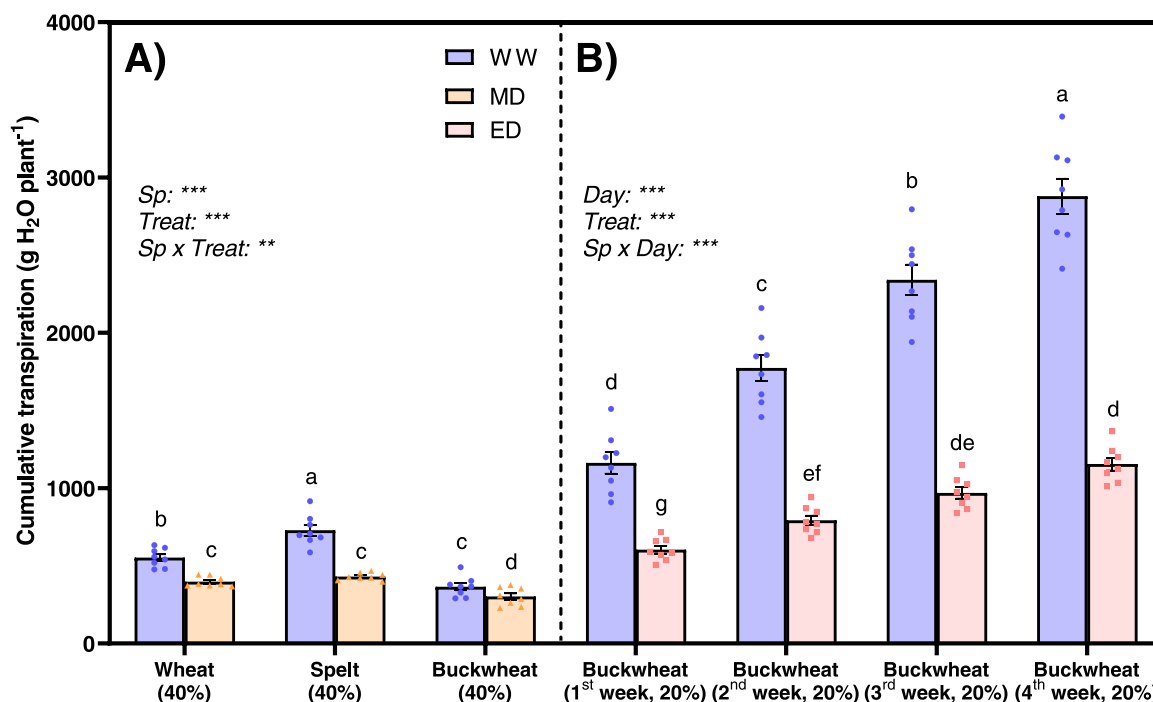 4000
3000
2000
1000
0
Cumulative transpiration (g H₂O plant⁻¹)
A)
WW
MD
ED
Sp: ***
Treat: ***
Sp x Treat: **
b
c
a
c
c
d
B)
Day: ***
Treat: ***
Sp x Day: ***
d
g
c
ef
b
de
a
d
Wheat
(40%)
Spelt
(40%)
Buckwheat
(40%)
Buckwheat
(1ˢᵗ week, 20%)
Buckwheat
(2ⁿᵈ week, 20%)
Buckwheat
(3ʳᵈ week, 20%)
Buckwheat
(4ᵗʰ week, 20%